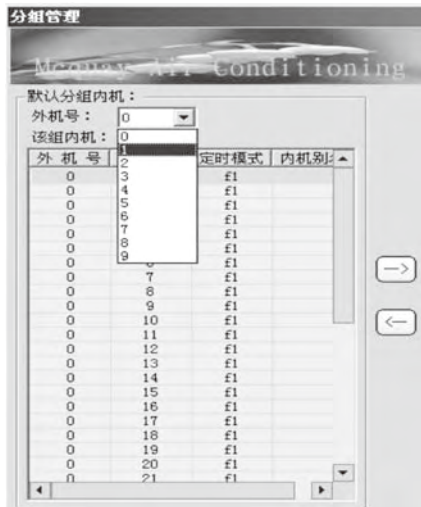 分组管理
Mcquay Air Conditioning
默认分组内机：
外机号： 0
该组内机： 0
1
2
3
4
5
6
7
8
9
外 机 号 定时模式 内机别
0 f1
0 f1
0 f1
0 f1
0 f1
0 f1
0 f1
0 7 f1
0 8 f1
0 9 f1
0 10 f1
0 11 f1
0 12 f1
0 13 f1
0 14 f1
0 15 f1
0 16 f1
0 17 f1
0 18 f1
0 19 f1
0 20 f1
0 21 f1
-->
<--